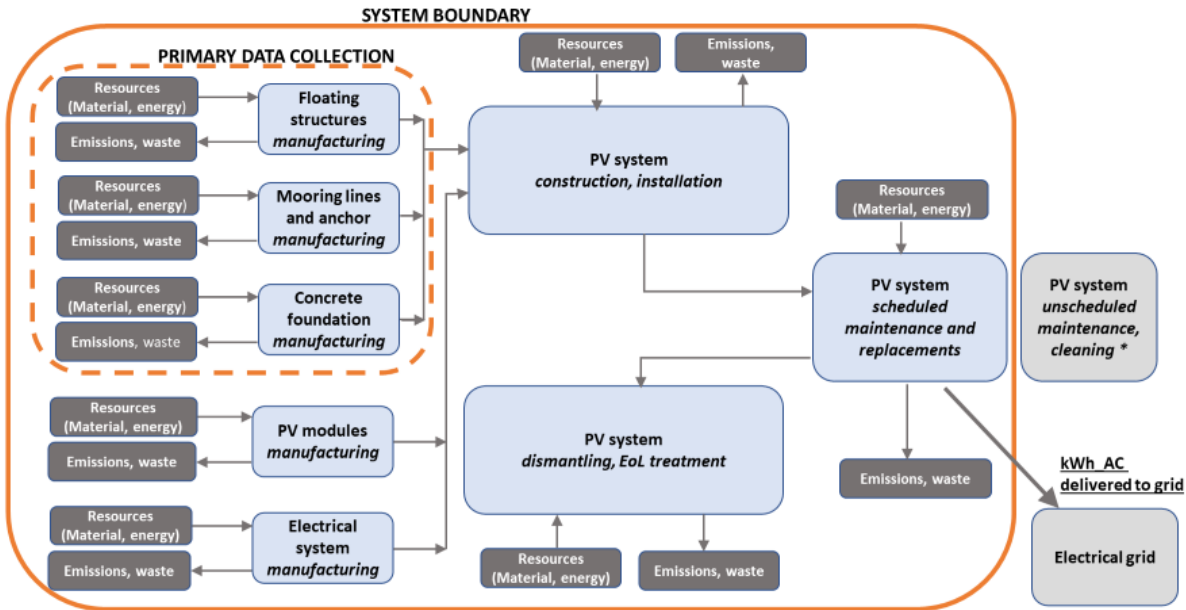 SYSTEM BOUNDARY
PRIMARY DATA COLLECTION
Resources
(Material, energy)
Emissions, waste
Floating
structures
manufacturing
Resources
(Material, energy)
Emissions, waste
Mooring lines
and anchor
manufacturing
Resources
(Material, energy)
Emissions, waste
Concrete
foundation
manufacturing
Resources
(Material, energy)
Emissions, waste
PV modules
manufacturing
Resources
(Material, energy)
Emissions, waste
Electrical
system
manufacturing
Resources
(Material, energy)
Emissions,
waste
PV system
construction, installation
Resources
(Material, energy)
PV system
scheduled
maintenance and
replacements
Emissions, waste
PV system
unscheduled
maintenance,
cleaning *
PV system
dismantling, EoL treatment
Resources
(Material, energy)
Emissions, waste
kWh_AC
delivered to grid
Electrical grid